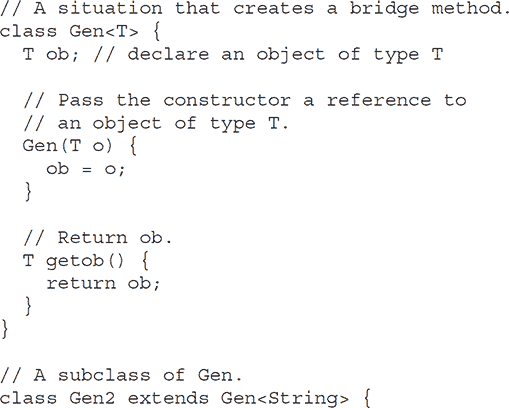 // A situation that creates a bridge method.
class Gen<T> {
  T ob; // declare an object of type T

  // Pass the constructor a reference to
  // an object of type T.
  Gen(T o) {
    ob = o;
  }

  // Return ob.
  T getob() {
    return ob;
  }
}

// A subclass of Gen.
class Gen2 extends Gen<String> {